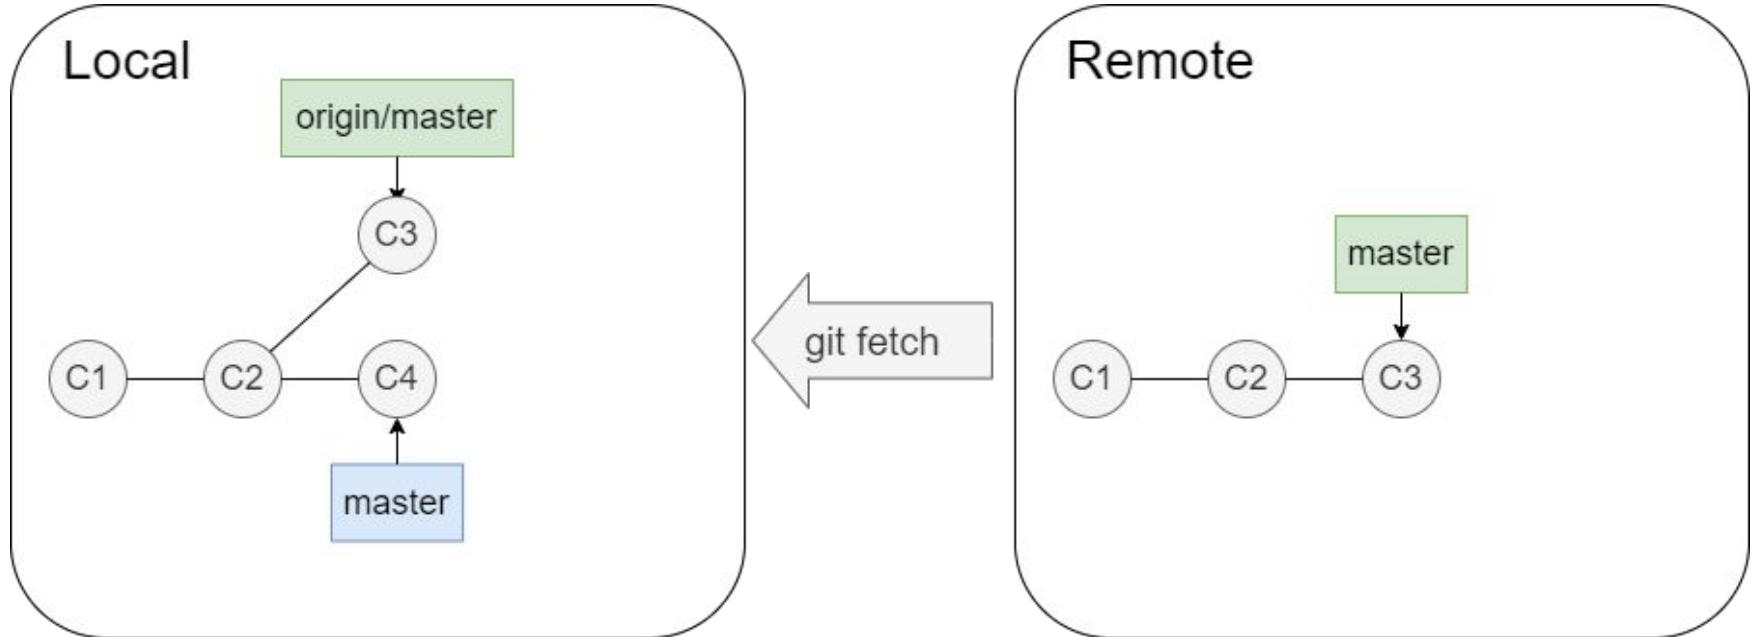 Local
origin/master
C3
C1
C2
C4
master
git fetch
Remote
master
C1
C2
C3